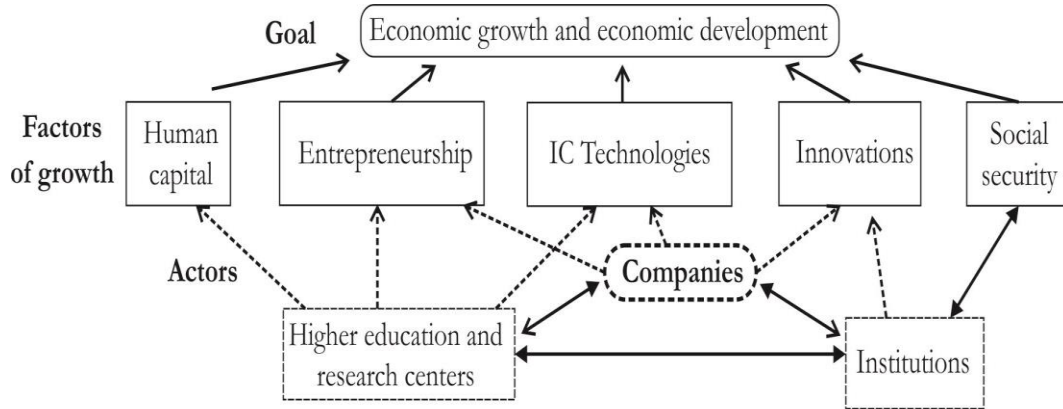 Goal
Economic growth and economic development
Factors
of growth
Human
capital
Entrepreneurship
IC Technologies
Innovations
Social
security
Actors
Companies
Higher education and
research centers
Institutions